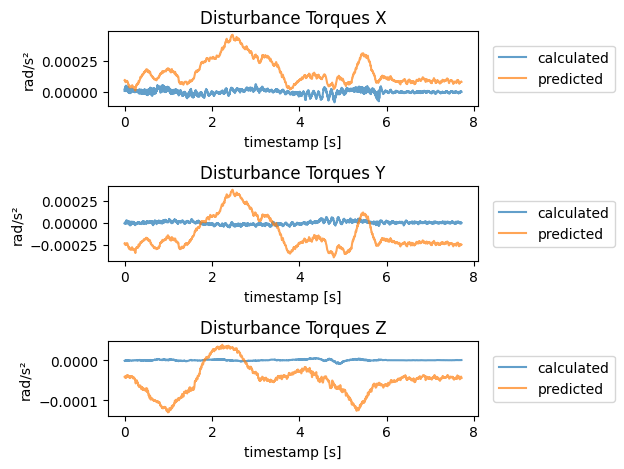 Disturbance Torques X
rad/s²
0.00025
0.00000
0 2 4 6 8
timestamp [s]
calculated
predicted
Disturbance Torques Y
rad/s²
0.00025
0.00000
−0.00025
0 2 4 6 8
timestamp [s]
calculated
predicted
Disturbance Torques Z
rad/s²
0.0000
−0.0001
0 2 4 6 8
timestamp [s]
calculated
predicted